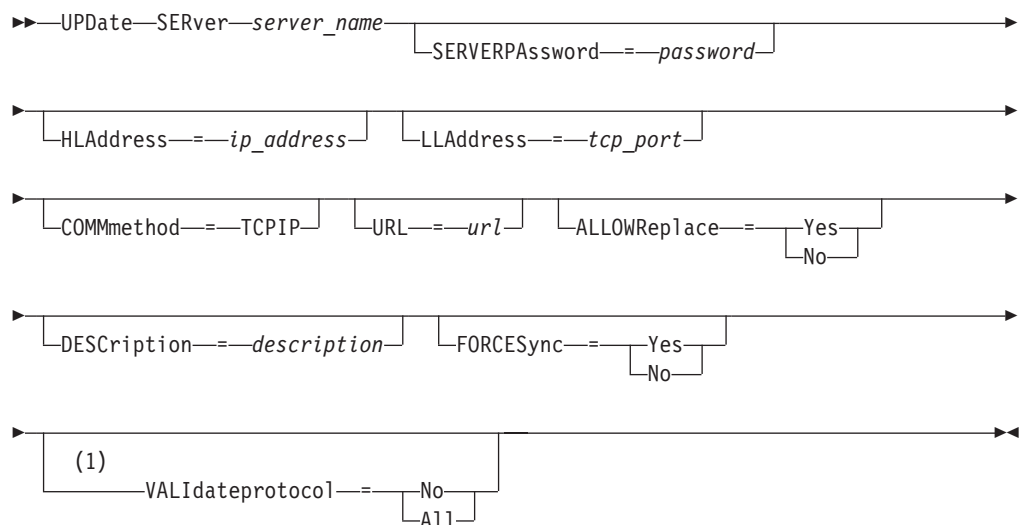 UPDate SERver server_name
SERVERPAssword = password
HLAddress = ip_address LLAddress = tcp_port
COMMmethod = TCPIP URL = url ALLOWReplace = Yes
No
DESCription = description FORCESync = Yes
No
(1)
VALIdateprotocol = No
All